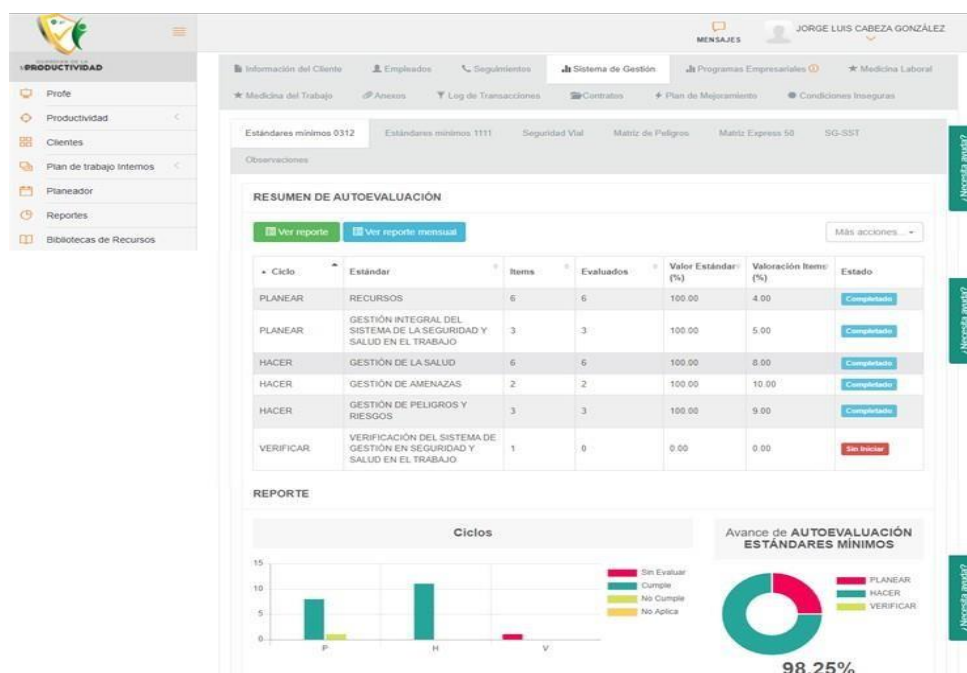 MENSAJES
JORGE LUIS CABEZA GONZÁLEZ
PRODUCTIVIDAD
Profe
Productividad
Clientes
Plan de trabajo Internos
Planeador
Reportes
Bibliotecas de Recursos
Información del Cliente
Empleados
Seguimientos
Sistema de Gestión
Programas Empresariales
Medicina Laboral
Medicina del Trabajo
Anexos
Log de Transacciones
Contratos
Plan de Mejoramiento
Condiciones Inseguras
Estándares minimos 0312
Estándares minimos 1111
Seguridad Vial
Matriz de Peligros
Matriz Express 50
SG-SST
Observaciones
¿Necesita ayuda?
RESUMEN DE AUTOEVALUACIÓN
Ver reporte
Ver reporte mensual
Más acciones...
Ciclo Estándar Items Evaluados Valor Estándar (%) Valoración Items (%) Estado
PLANEAR RECURSOS 6 6 100.00 4.00 Completado
PLANEAR GESTIÓN INTEGRAL DEL
SISTEMA DE LA SEGURIDAD Y
SALUD EN EL TRABAJO
3 3 100.00 5.00 Completado
HACER GESTIÓN DE LA SALUD 6 6 100.00 8.00 Completado
HACER GESTIÓN DE AMENAZAS 2 2 100.00 10.00 Completado
HACER GESTIÓN DE PELIGROS Y
RIESGOS
3 3 100.00 9.00 Completado
VERIFICAR VERIFICACIÓN DEL SISTEMA DE
GESTIÓN EN SEGURIDAD Y
SALUD EN EL TRABAJO
1 0 0.00 0.00 Sin Iniciar
¿Necesita ayuda?
REPORTE
Ciclos
15
10
5
0
P H V
Sin Evaluar
Cumple
No Cumple
No Aplica
Avance de AUTOEVALUACIÓN
ESTÁNDARES MÍNIMOS
PLANEAR
HACER
VERIFICAR
98.25%
¿Necesita ayuda?